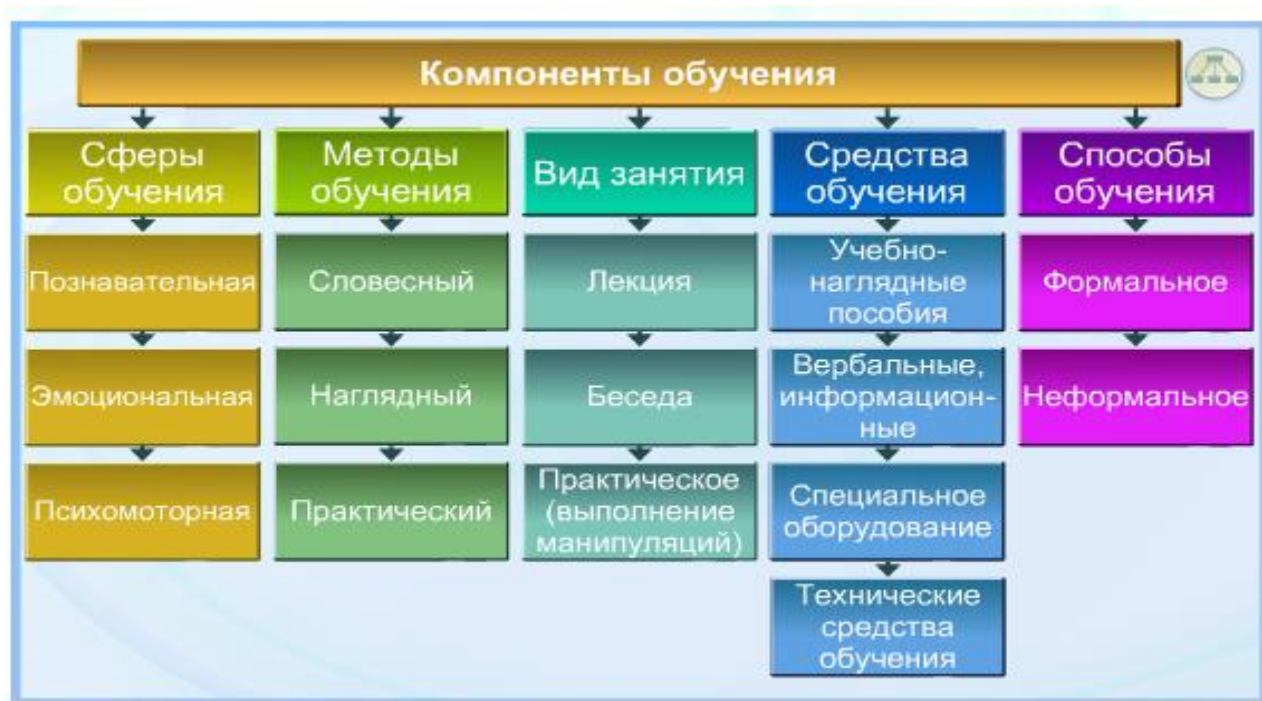 Компоненты обучения
Сферы
обучения
Познавательная
Эмоциональная
Психомоторная
Методы
обучения
Словесный
Наглядный
Практический
Вид занятия
Лекция
Беседа
Практическое
(выполнение
манипуляций)
Средства
обучения
Учебно-
наглядные
пособия
Вербальные,
информацион-
ные
Специальное
оборудование
Технические
средства
обучения
Способы
обучения
Формальное
Неформальное